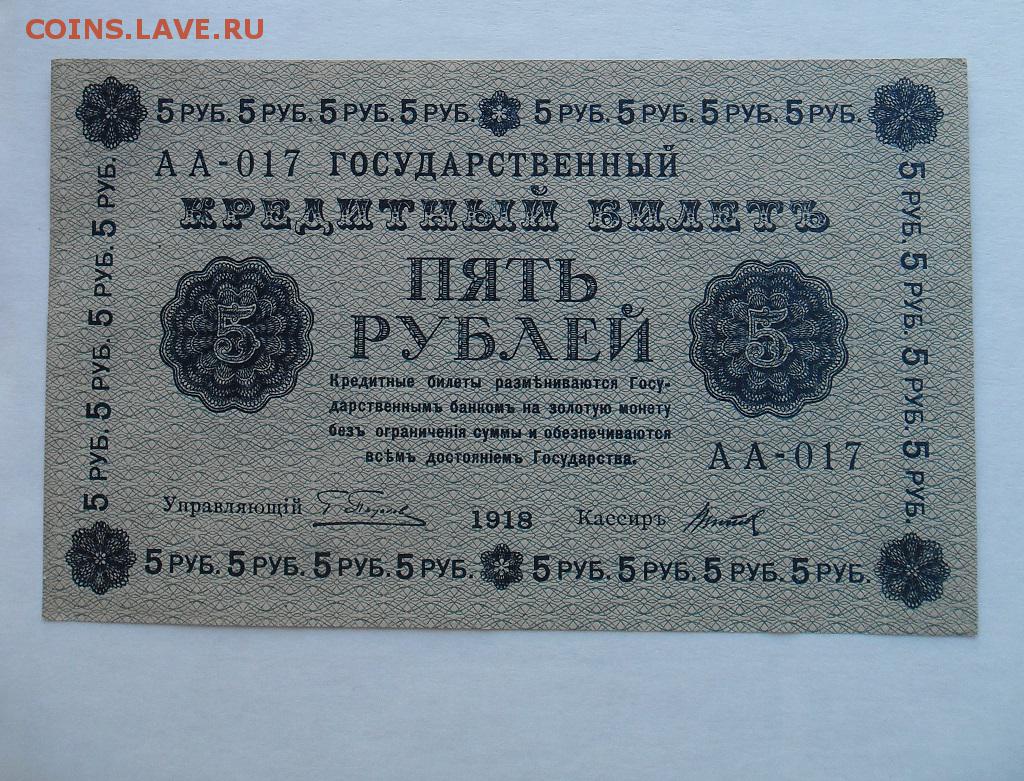 COINS.LAVE.RU
5 РУБ. 5 РУБ. 5 РУБ. 5 РУБ. 5 РУБ. 5 РУБ. 5 РУБ. 5 РУБ.
АА-017 ГОСУДАРСТВЕННЫЙ
КРЕДИТНЫЙ БИЛЕТЪ
ПЯТЬ
РУБЛЕЙ
5
5
Кредитные билеты размѣниваются Госу-
дарственнымъ банкомъ на золотую монету
безъ ограниченія суммы и обезпечиваются
всѣмъ достояніемъ Государства.
АА-017
Управляющій
1918
Кассиръ
5 РУБ. 5 РУБ. 5 РУБ. 5 РУБ.
5 РУБ. 5 РУБ. 5 РУБ. 5 РУБ.
5 РУБ. 5 РУБ. 5 РУБ. 5 РУБ. 5 РУБ. 5 РУБ. 5 РУБ. 5 РУБ.